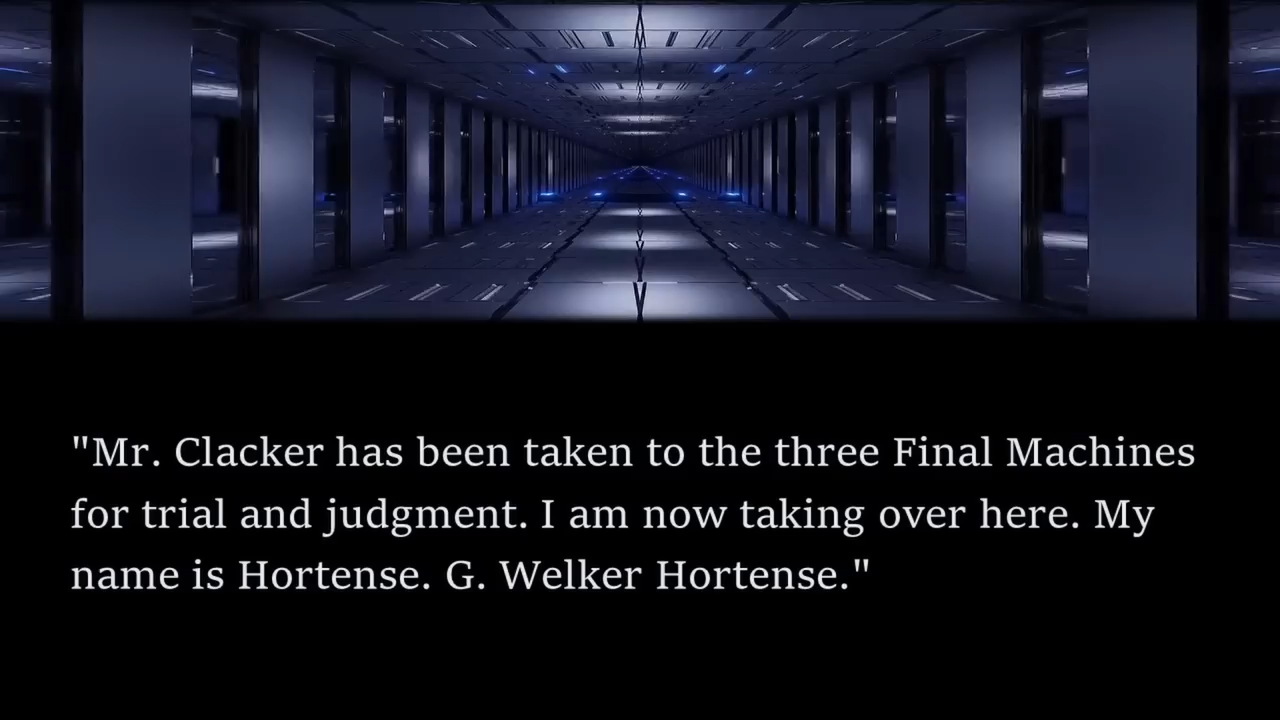 "Mr. Clacker has been taken to the three Final Machines
for trial and judgment. I am now taking over here. My
name is Hortense. G. Welker Hortense."